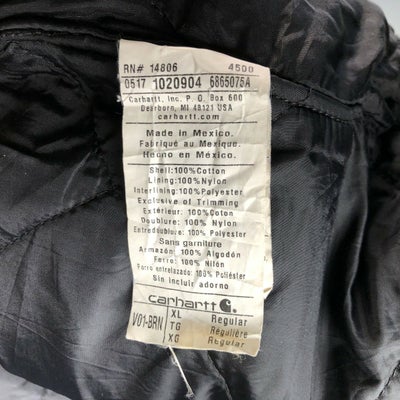 RN# 14806 4500
0517 1020904 6865075A
Carhartt, Inc. P.O. Box 600
Dearborn, MI 48121 USA
carhartt.com
Made in Mexico.
Fabriqué au Mexique.
Hecho en México.
Shell:100%Cotton
Lining:100%Nylon
Interlining:100%Polyester
Exclusive of Trimming
Extérieur: 100% Coton
Doublure: 100% Nylon
Entredoublure: 100% Polyester
Sans garniture
Armazón: 100% Algodón
Forro: 100% Nilón
Forro entrelazado: 100% Poliéster
Sin incluir adorno
carhartt
V01-BRN
XL Regular
TG Régulière
XG Regular